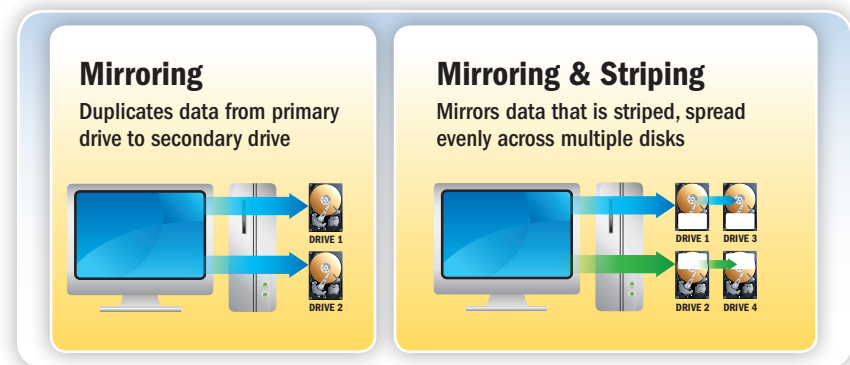 Mirroring
Duplicates data from primary
drive to secondary drive
DRIVE 1
DRIVE 2
Mirroring & Striping
Mirrors data that is striped, spread
evenly across multiple disks
DRIVE 1 DRIVE 3
DRIVE 2 DRIVE 4